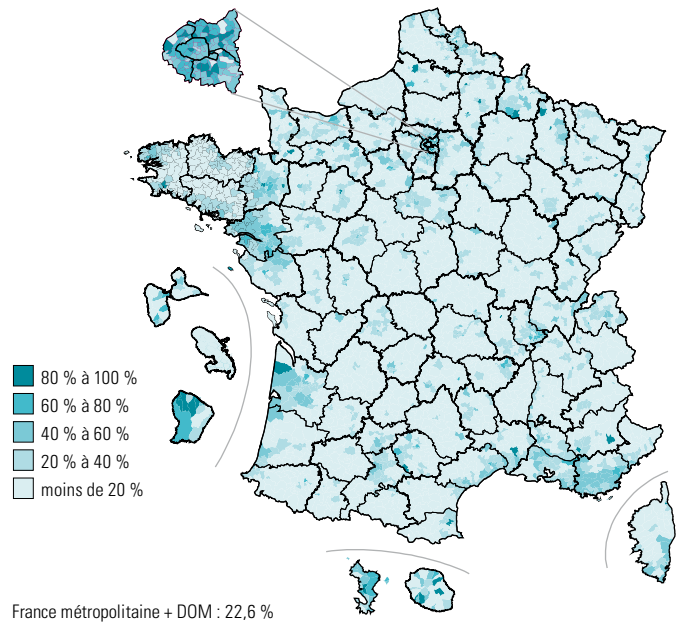 80 % à 100 %
60 % à 80 %
40 % à 60 %
20 % à 40 %
moins de 20 %
France métropolitaine + DOM : 22,6 %